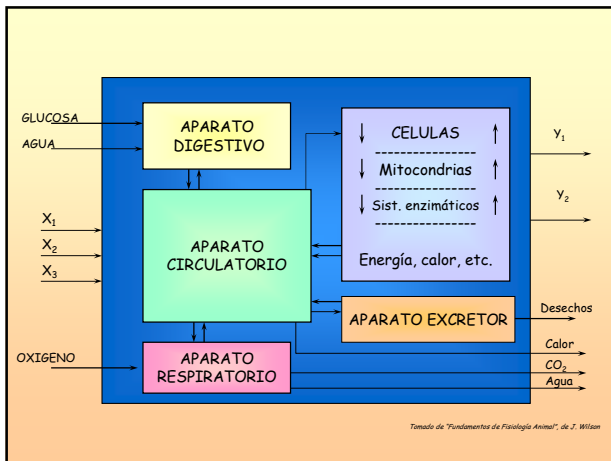 GLUCOSA
AGUA
X1
X2
X3
OXIGENO
APARATO
DIGESTIVO
APARATO
CIRCULATORIO
APARATO
RESPIRATORIO
CELULAS
Mitocondrias
Sist. enzimáticos
Energía, calor, etc.
APARATO EXCRETOR
Y1
Y2
Desechos
Calor
CO2
Agua
Tomado de "Fundamentos de Fisiología Animal", de J. Wilson